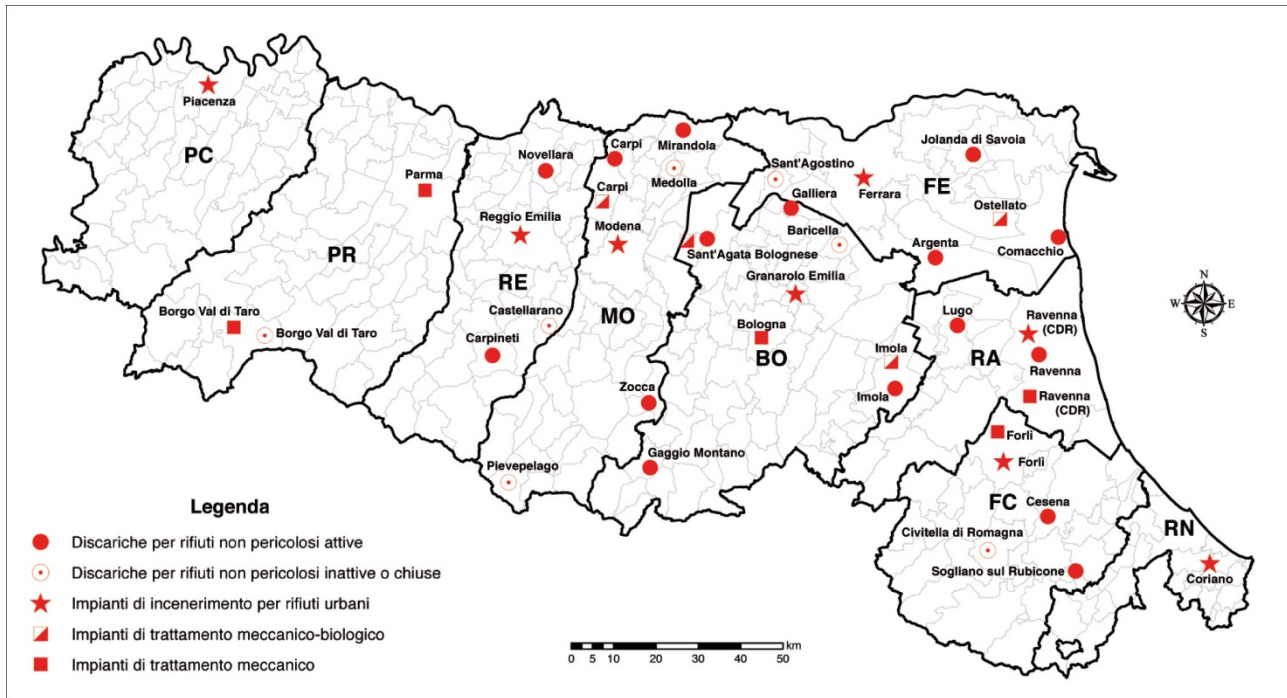 Piacenza
PC
Parma
PR
Borgo Val di Taro
Borgo Val di Taro
Novellara
Reggio Emilia
RE
Castellarano
Carpineti
Carpi
Mirandola
Medolla
Carpi
Modena
MO
Zocca
Pievepelago
Sant'Agostino
Galliera
Baricella
Sant'Agata Bolognese
Granarolo Emilia
Bologna
BO
Imola
Imola
Gaggio Montano
Jolanda di Savoia
Ferrara
FE
Ostellato
Argenta
Comacchio
Lugo
Ravenna
(CDR)
RA
Ravenna
Ravenna
(CDR)
Forlì
Forlì
FC
Cesena
Civitella di Romagna
Sogliano sul Rubicone
RN
Coriano
N
W
E
S
Legenda
Discariche per rifiuti non pericolosi attive
Discariche per rifiuti non pericolosi inattive o chiuse
Impianti di incenerimento per rifiuti urbani
Impianti di trattamento meccanico-biologico
Impianti di trattamento meccanico
km
0 5 10 20 30 40 50